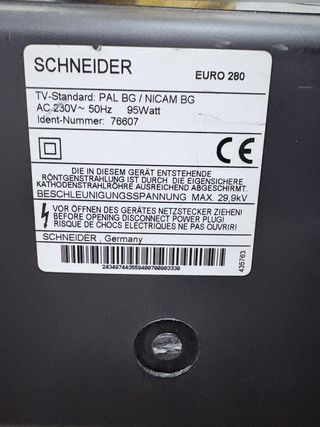 SCHNEIDER
EURO 280
TV-Standard: PAL BG / NICAM BG
AC 230V~ 50Hz 95Watt
Ident-Nummer: 76607
CE
DIE IN DIESEM GERÄT ENTSTEHENDE
RÖNTGENSTRAHLUNG IST DURCH DIE EIGENSICHERE
KATHODENSTRAHLRÖHRE AUSREICHEND ABGESCHIRMT.
BESCHLEUNIGUNGSSPANNUNG MAX. 29,9kV
VOR ÖFFNEN DES GERÄTES NETZSTECKER ZIEHEN!
BEFORE OPENING DISCONNECT POWER PLUG!
RISQUE DE CHOCS ELECTRIQUES NE PAS OUVRIR!
SCHNEIDER, Germany
435763